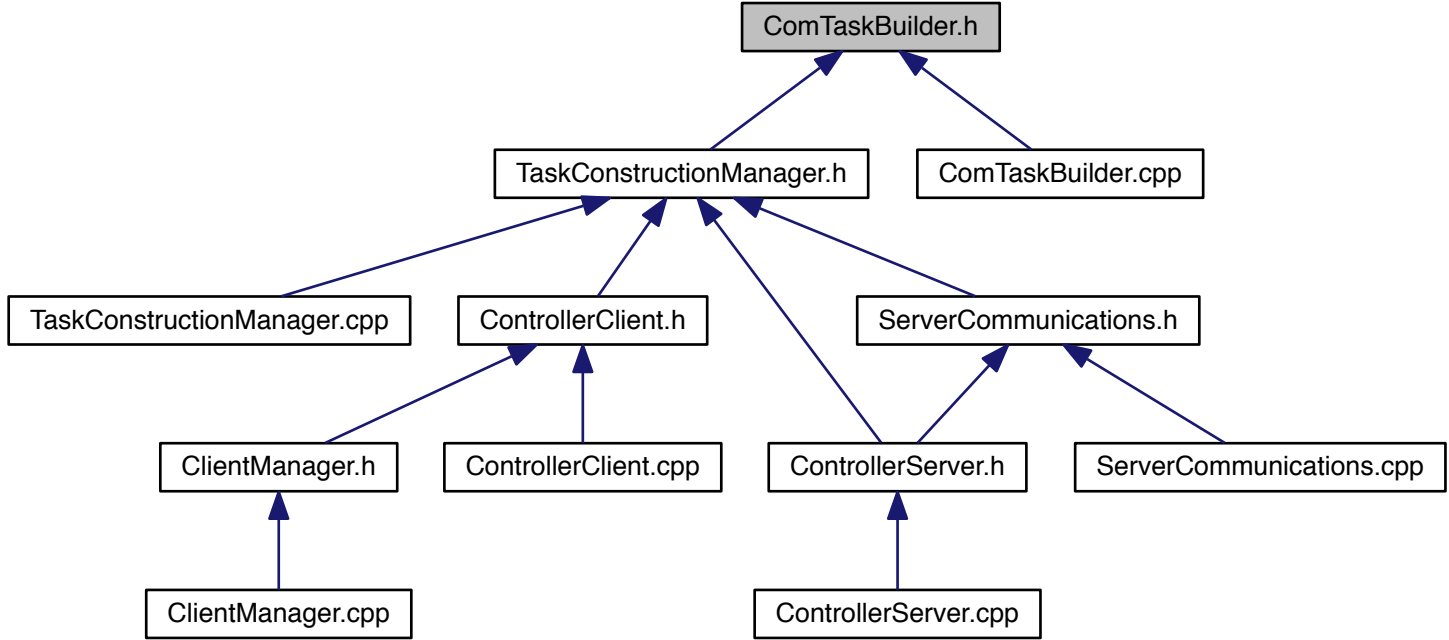 ComTaskBuilder.h
TaskConstructionManager.h
ComTaskBuilder.cpp
TaskConstructionManager.cpp
ControllerClient.h
ServerCommunications.h
ClientManager.h
ControllerClient.cpp
ControllerServer.h
ServerCommunications.cpp
ClientManager.cpp
ControllerServer.cpp